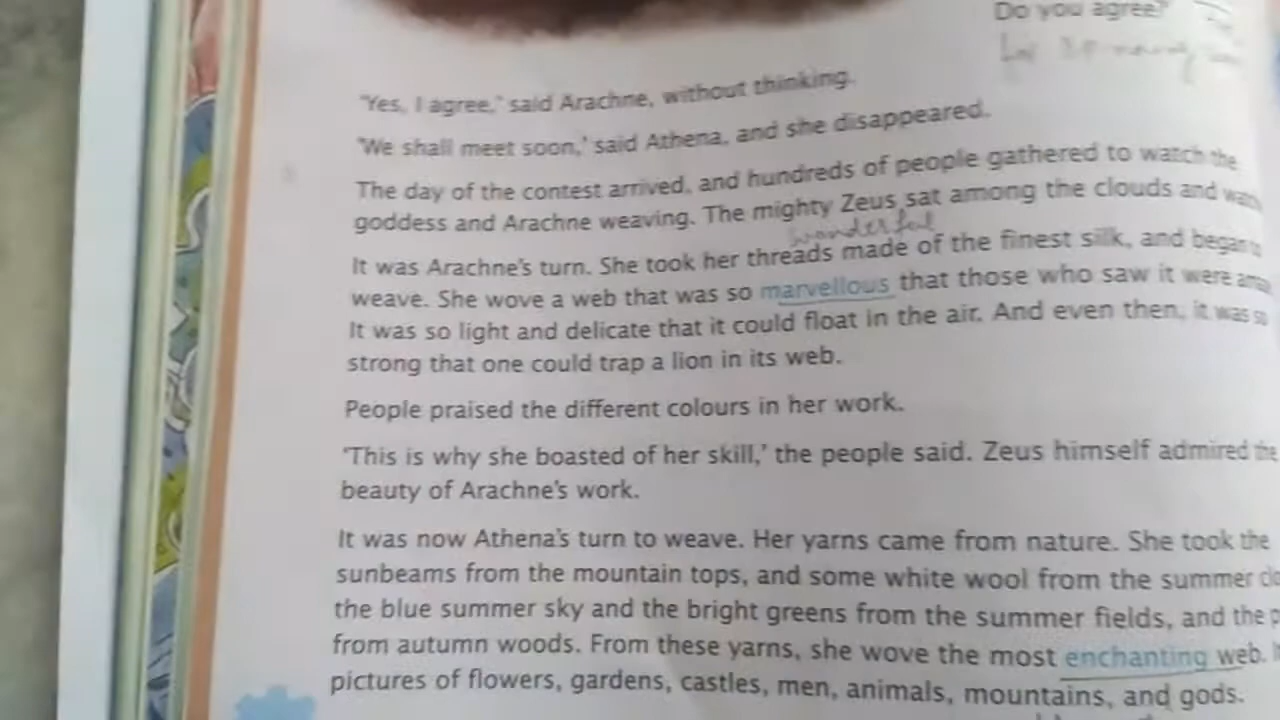 Do you agree?
'Yes, I agree,' said Arachne, without thinking.
'We shall meet soon,' said Athena, and she disappeared.
The day of the contest arrived, and hundreds of people gathered to watch the
goddess and Arachne weaving. The mighty Zeus sat among the clouds and
wonderful
It was Arachne's turn. She took her threads made of the finest silk, and began to
weave. She wove a web that was so marvellous that those who saw it were
It was so light and delicate that it could float in the air. And even then, it was so
strong that one could trap a lion in its web.
People praised the different colours in her work.
'This is why she boasted of her skill,' the people said. Zeus himself admired the
beauty of Arachne's work.
It was now Athena's turn to weave. Her yarns came from nature. She took the
sunbeams from the mountain tops, and some white wool from the summer
the blue summer sky and the bright greens from the summer fields, and the
from autumn woods. From these yarns, she wove the most enchanting web.
pictures of flowers, gardens, castles, men, animals, mountains, and gods.